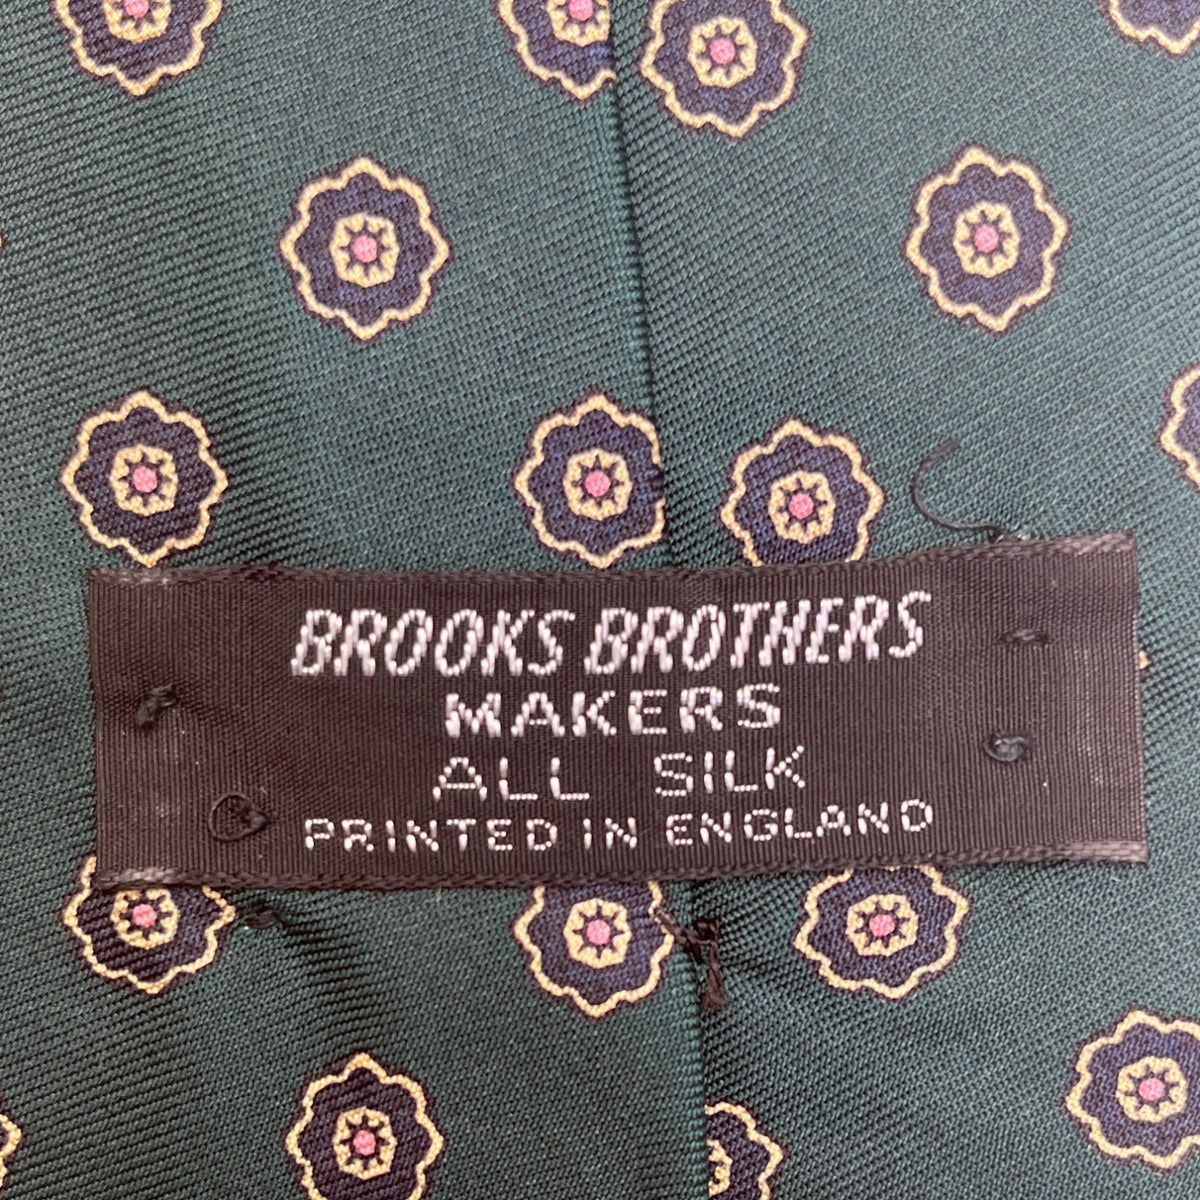 BROOKS BROTHERS
MAKERS
ALL SILK
PRINTED IN ENGLAND